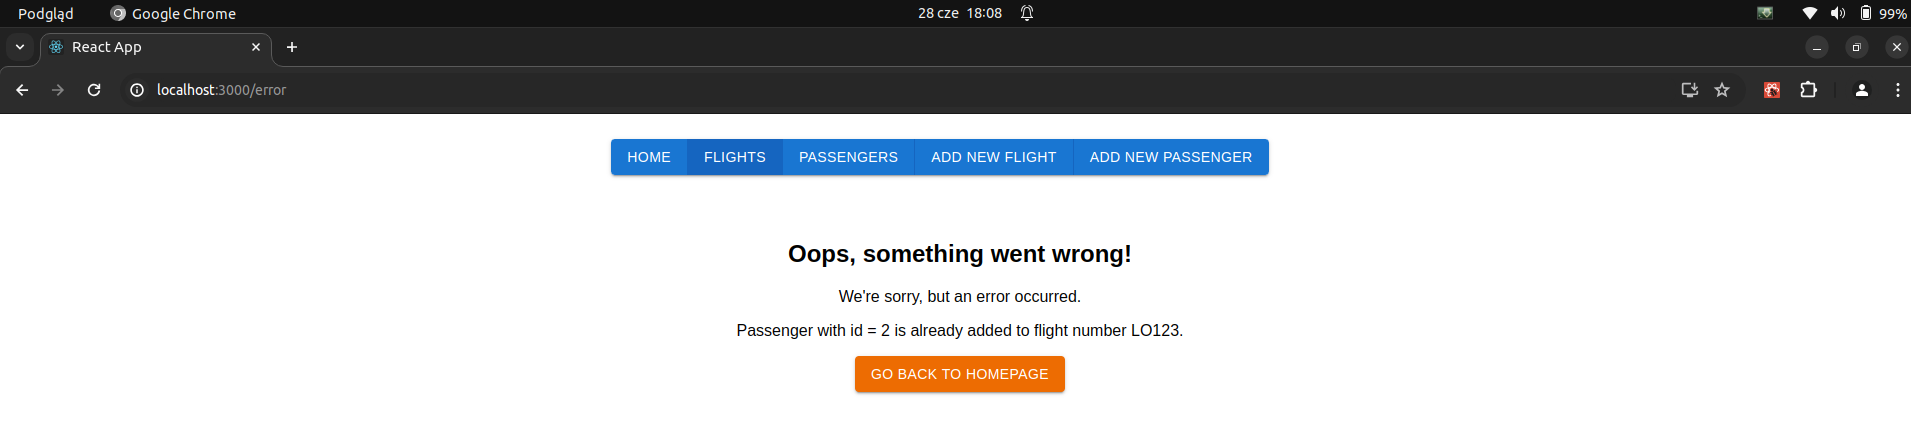 Podgląd Google Chrome 28 cze 18:08 99%
React App
localhost:3000/error
HOME FLIGHTS PASSENGERS ADD NEW FLIGHT ADD NEW PASSENGER
Oops, something went wrong!
We're sorry, but an error occurred.
Passenger with id = 2 is already added to flight number LO123.
GO BACK TO HOMEPAGE